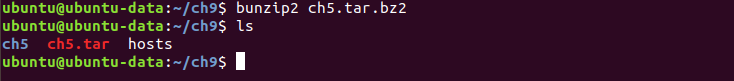 ubuntu@ubuntu-data:~/ch9$ bunzip2 ch5.tar.bz2
ubuntu@ubuntu-data:~/ch9$ ls
ch5  ch5.tar  hosts
ubuntu@ubuntu-data:~/ch9$